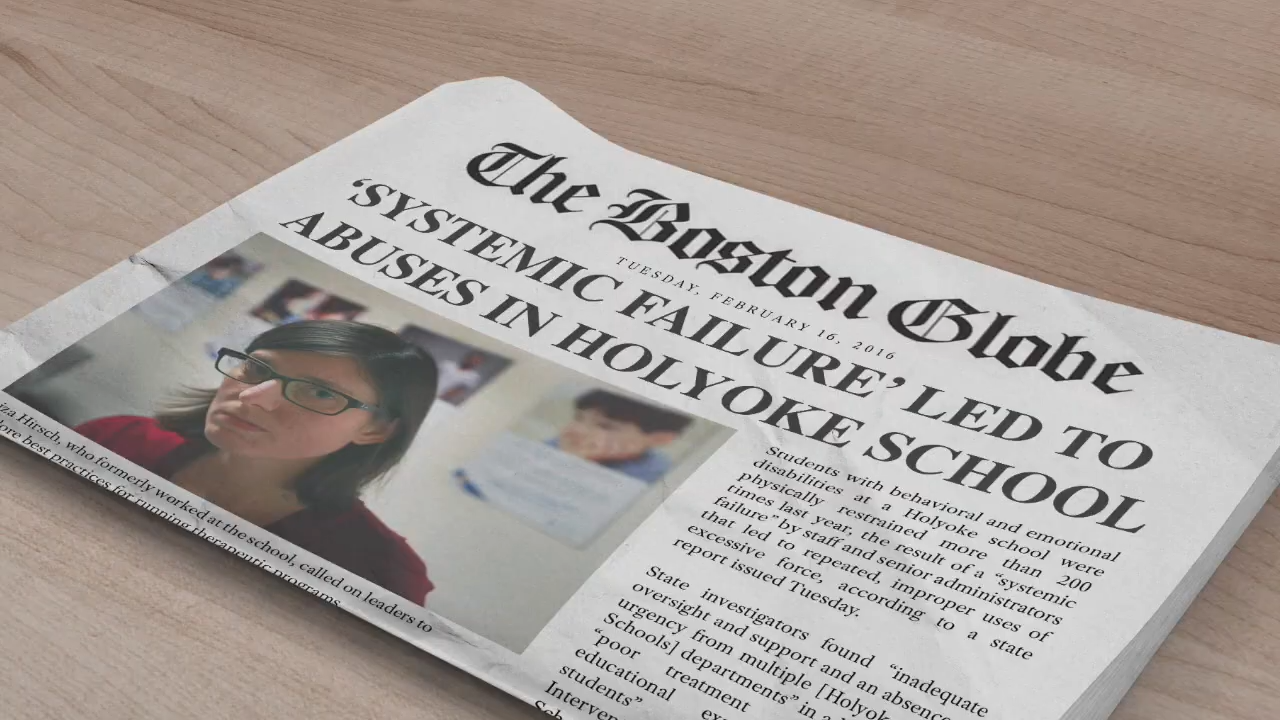 The Boston Globe
TUESDAY, FEBRUARY 16, 2016
‘SYSTEMIC FAILURE’ LED TO
ABUSES IN HOLYOKE SCHOOL
Hirsch, who formerly worked at the school, called on leaders to
best practices for running therapeutic programs.
Students with behavioral and emotional
disabilities at a Holyoke school were
physically restrained more than 200
times last year, the result of a “systemic
failure” by staff and senior administrators
that led to repeated, improper uses of
excessive force, according to a state
report issued Tuesday.
State investigators found “inadequate
oversight and support and an absence
urgency from multiple [Holyok
Schools] departments” in a
“poor treatment
educational
students”
Interven